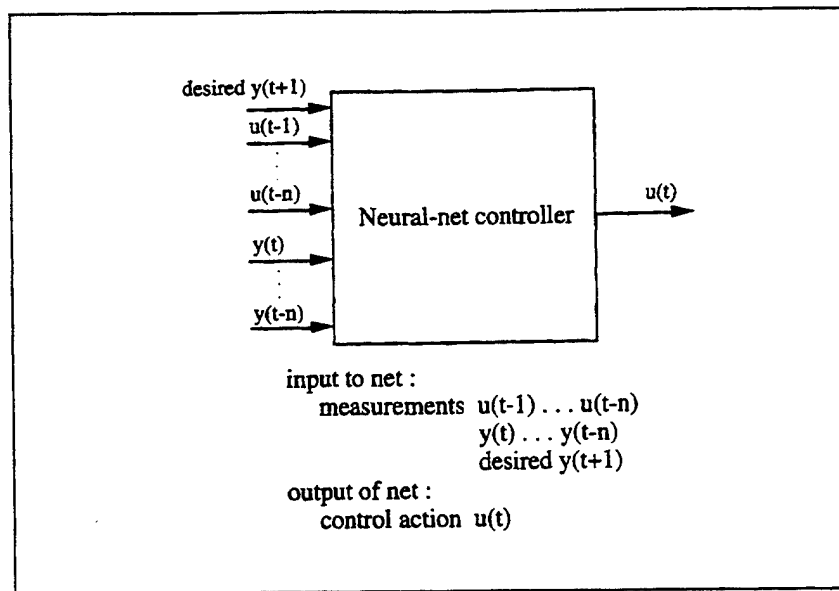 desired y(t+1)
u(t-1)
u(t-n)
y(t)
y(t-n)
Neural-net controller
u(t)
input to net :
measurements u(t-1) . . . u(t-n)
y(t) . . . y(t-n)
desired y(t+1)
output of net :
control action u(t)